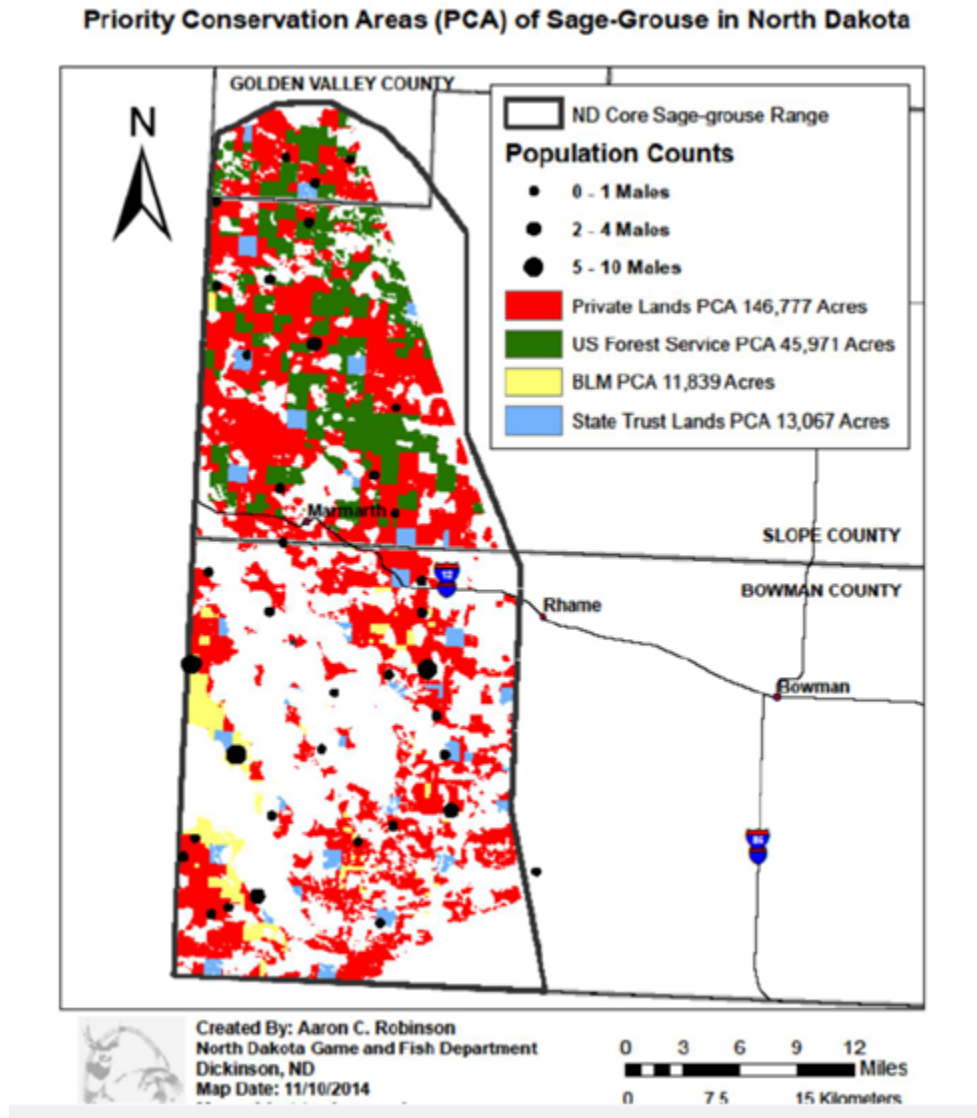 Priority Conservation Areas (PCA) of Sage-Grouse in North Dakota
GOLDEN VALLEY COUNTY
N
ND Core Sage-grouse Range
Population Counts
0 - 1 Males
2 - 4 Males
5 - 10 Males
Private Lands PCA 146,777 Acres
US Forest Service PCA 45,971 Acres
BLM PCA 11,839 Acres
State Trust Lands PCA 13,067 Acres
Marmarth
SLOPE COUNTY
12
BOWMAN COUNTY
Rhame
Bowman
85
Created By: Aaron C. Robinson
North Dakota Game and Fish Department
Dickinson, ND
Map Date: 11/10/2014
0 3 6 9 12
Miles
0 7.5 15 Kilometers